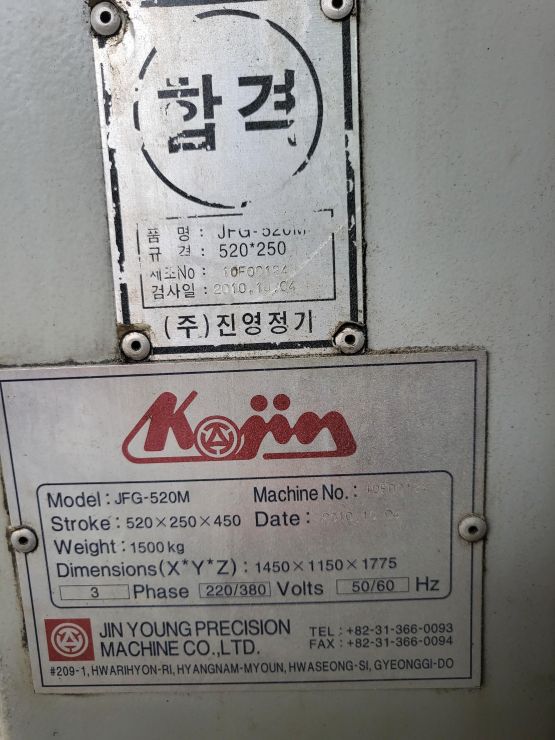 합격
품 명 : JFG-520M
규 격 : 520*250
제조No :
검사일 : 2010.10.04
(주)진영정기
Kojin
Model : JFG-520M Machine No. :
Stroke : 520×250×450 Date :
Weight : 1500kg
Dimensions(X*Y*Z) : 1450×1150×1775
3 Phase 220/380 Volts 50/60 Hz
JIN YOUNG PRECISION
MACHINE CO.,LTD.
TEL : +82-31-366-0093
FAX : +82-31-366-0094
#209-1, HWARIHYON-RI, HYANGNAM-MYOUN, HWASEONG-SI, GYEONGGI-DO